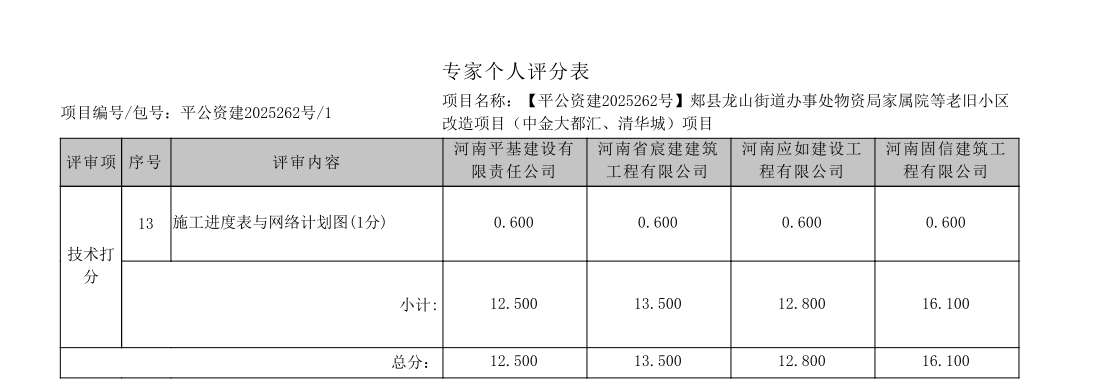 专家个人评分表
项目编号/包号：平公资建2025262号/1
项目名称：【平公资建2025262号】郏县龙山街道办事处物资局家属院等老旧小区
改造项目（中金大都汇、清华城）项目
评审项 序号 评审内容 河南平基建设有限责任公司 河南省宸建建筑工程有限公司 河南应如建设工程有限公司 河南固信建筑工程有限公司
技术打分 13 施工进度表与网络计划图(1分) 0.600 0.600 0.600 0.600
小计: 12.500 13.500 12.800 16.100
总分: 12.500 13.500 12.800 16.100